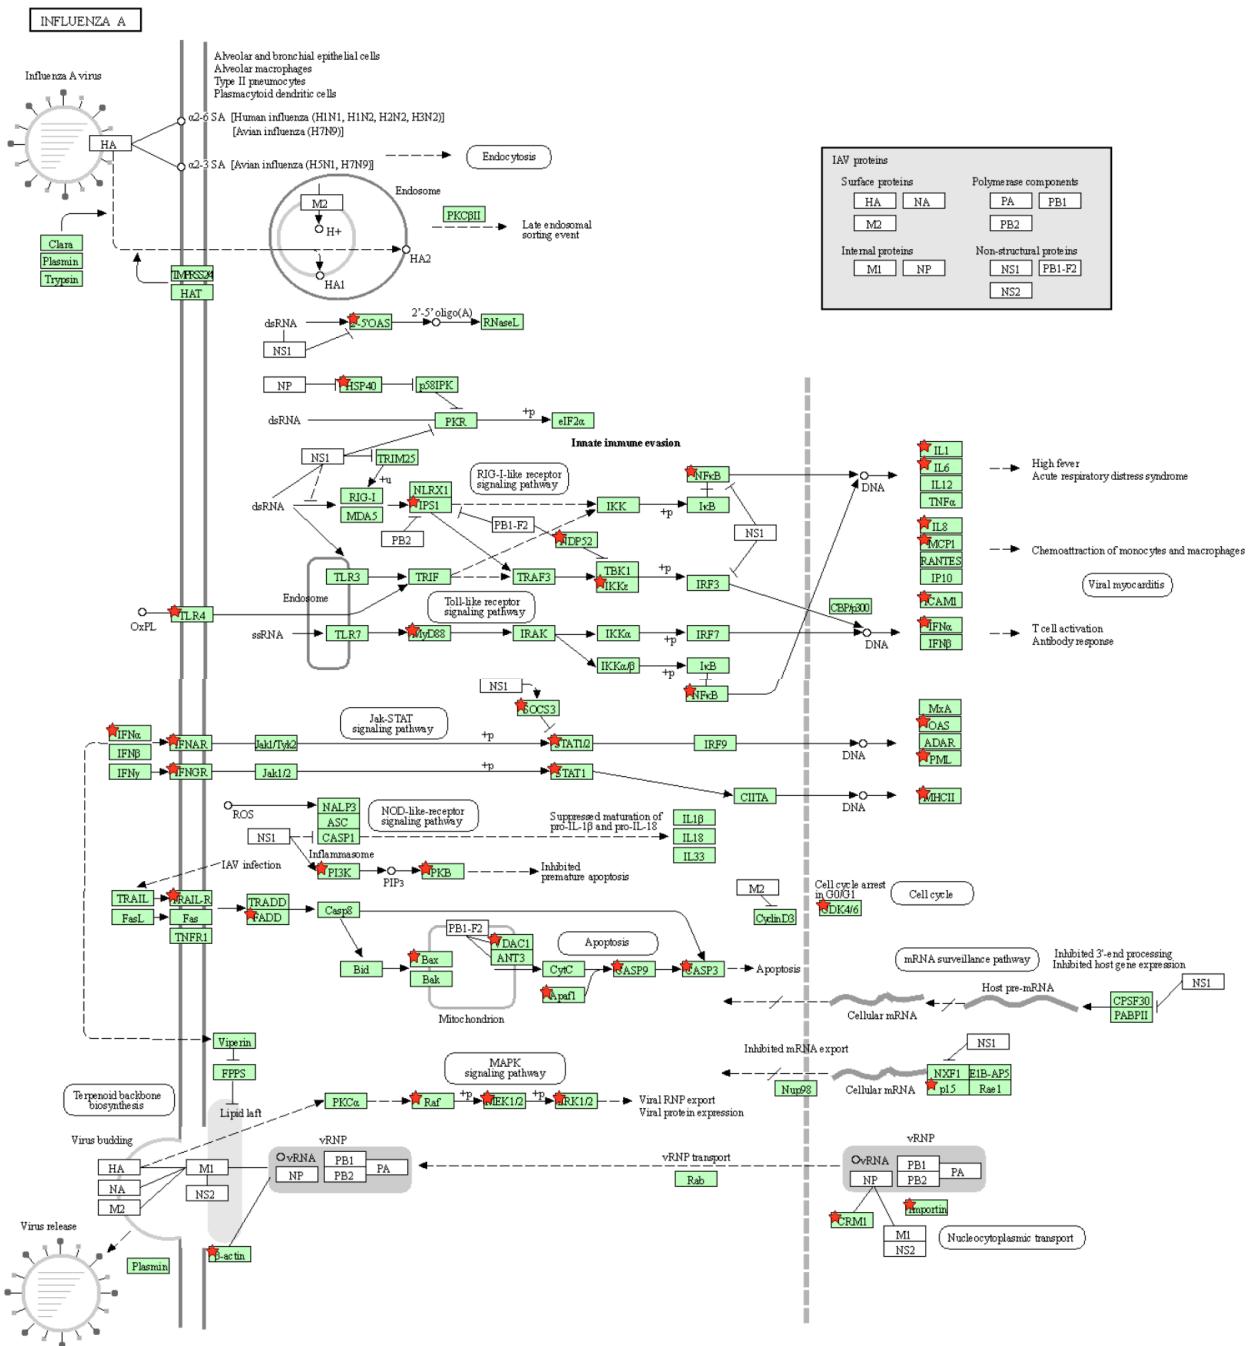 INFLUENZA A
Influenza A virus
Alveolar and bronchial epithelial cells
Alveolar macrophages
Type II pneumocytes
Plasmacytoid dendritic cells
HA
α2-6 SA [Human influenza (H1N1, H1N2, H2N2, H3N2)]
[Avian influenza (H7N9)]
α2-3 SA [Avian influenza (H5N1, H7N9)]
Endocytosis
Endosome
M2
H+
HA2
HA1
PKCβII
Late endosomal
sorting event
Clara
Plasmin
Trypsin
TMPRSS2/4
HAT
IAV proteins
Surface proteins
HA NA
M2
Polymerase components
PA PB1
PB2
Internal proteins
M1 NP
Non-structural proteins
NS1 PB1-F2
NS2
dsRNA
2-5'OAS
2'-5' oligo(A)
RNaseL
NS1
NP
HSP40
p58IPK
dsRNA
PKR
+p
eIF2α
Innate immune evasion
NS1
TRIM25
+u
RIG-I-like receptor
signaling pathway
dsRNA
RIG-I
MDA5
NLRX1
IPS1
PB2
PB1-F2
NDP52
IKK
+p
NFκB
IκB
NS1
DNA
TLR3
TRIF
TRAF3
TBK1
IKKε
+p
IRF3
Endosome
OxPL
TLR4
Toll-like receptor
signaling pathway
ssRNA
TLR7
MyD88
IRAK
IKKα
+p
IRF7
IKKα/β
+p
IκB
NFκB
CBP/p300
DNA
IL1
IL6
IL12
TNFα
High fever
Acute respiratory distress syndrome
IL8
MCP1
RANTES
IP10
Chemoattraction of monocytes and macrophages
Viral myocarditis
ICAM1
IFNα
IFNβ
T cell activation
Antibody response
NS1
SOCS3
Jak-STAT
signaling pathway
IFNα
IFNβ
IFNγ
IFNAR
IFNGR
Jak1/Tyk2
+p
STAT1/2
IRF9
DNA
Jak1/2
+p
STAT1
CIITA
DNA
MxA
OAS
ADAR
PML
MHCII
ROS
NALP3
ASC
CASP1
Inflammasome
NOD-like-receptor
signaling pathway
Suppressed maturation of
pro-IL-1β and pro-IL-18
IL1β
IL18
IL33
NS1
PI3K
PIP3
PKB
Inhibited
premature apoptosis
IAV infection
TRAIL
FasL
TRAIL-R
Fas
TNFR1
TRADD
FADD
Casp8
Bid
Bax
Bak
PB1-F2
VDAC1
ANT3
Mitochondrion
Apoptosis
CytC
Apaf1
CASP9
CASP3
Apoptosis
M2
CyclinD3
Cell cycle arrest
in G0/G1
CDK4/6
Cell cycle
mRNA surveillance pathway
Inhibited 3'-end processing
Inhibited host gene expression
Cellular mRNA
Host pre-mRNA
CPSF30
PABPII
NS1
Viperin
FPPS
Lipid laft
Terpenoid backbone
biosynthesis
MAPK
signaling pathway
PKCα
Raf
+p
MEK1/2
+p
ERK1/2
Viral RNP export
Viral protein expression
Inhibited mRNA export
Nup98
Cellular mRNA
NS1
NXF1
E1B-AP5
p15
Rae1
Virus budding
HA
NA
M2
M1
NS2
vRNP
vRNA
NP
PB1
PB2
PA
vRNP transport
Rab
vRNP
vRNA
NP
PB1
PB2
PA
CRM1
Importin
M1
NS2
Nucleocytoplasmic transport
Virus release
Plasmin
β-actin